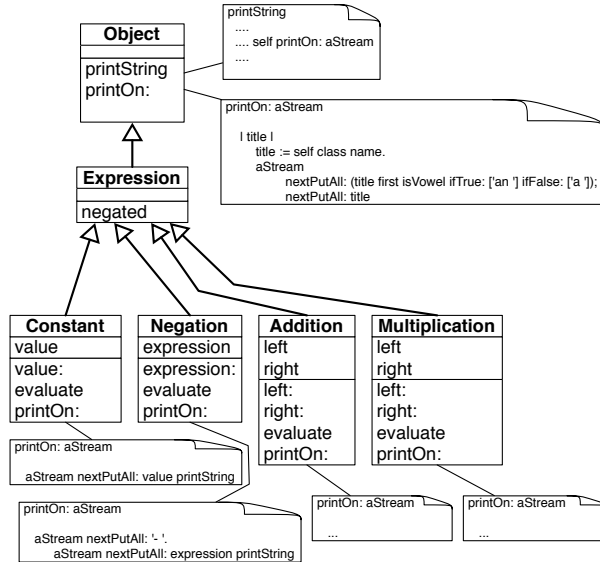 Object
printString
printOn:
printString
....
.... self printOn: aStream
....
printOn: aStream
| title |
title := self class name.
aStream
nextPutAll: (title first isVowel ifTrue: ['an '] ifFalse: ['a ']);
nextPutAll: title
Expression
negated
Constant
value
value:
evaluate
printOn:
Negation
expression
expression:
evaluate
printOn:
Addition
left
right
left:
right:
evaluate
printOn:
Multiplication
left
right
left:
right:
evaluate
printOn:
printOn: aStream
aStream nextPutAll: value printString
printOn: aStream
aStream nextPutAll: '- '.
aStream nextPutAll: expression printString
printOn: aStream
...
printOn: aStream
...